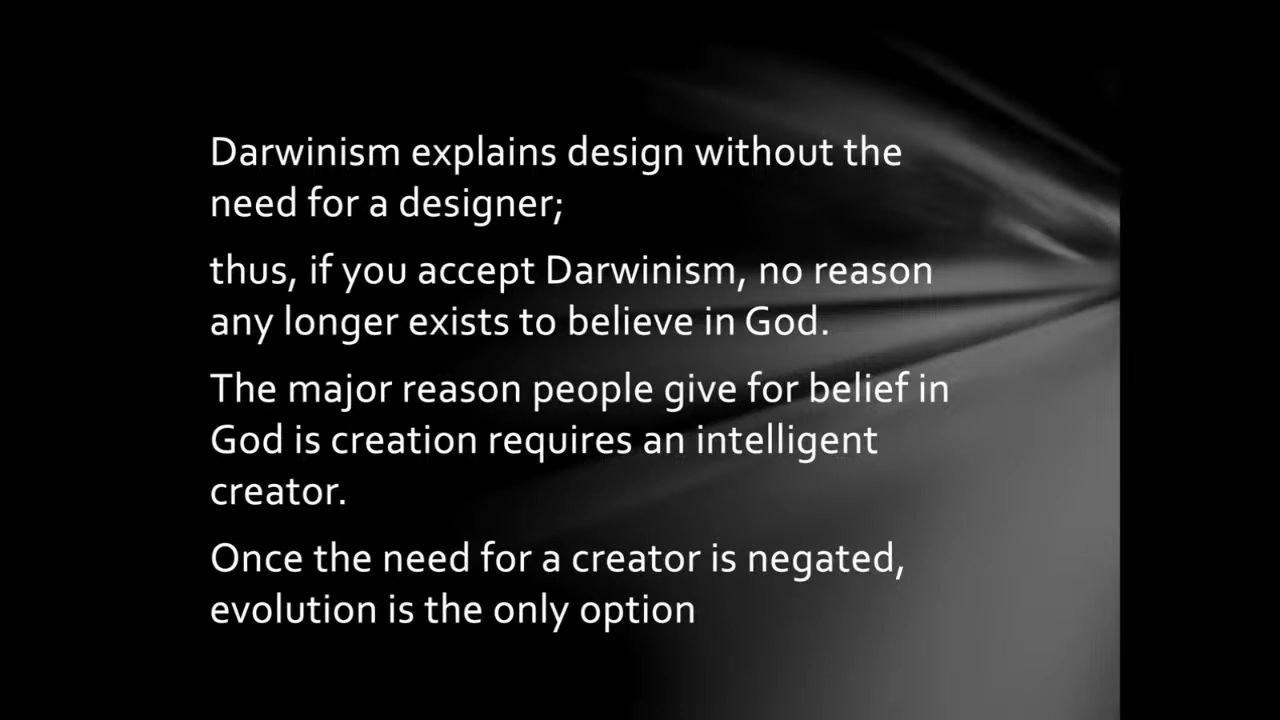 Darwinism explains design without the
need for a designer;
thus, if you accept Darwinism, no reason
any longer exists to believe in God.
The major reason people give for belief in
God is creation requires an intelligent
creator.
Once the need for a creator is negated,
evolution is the only option